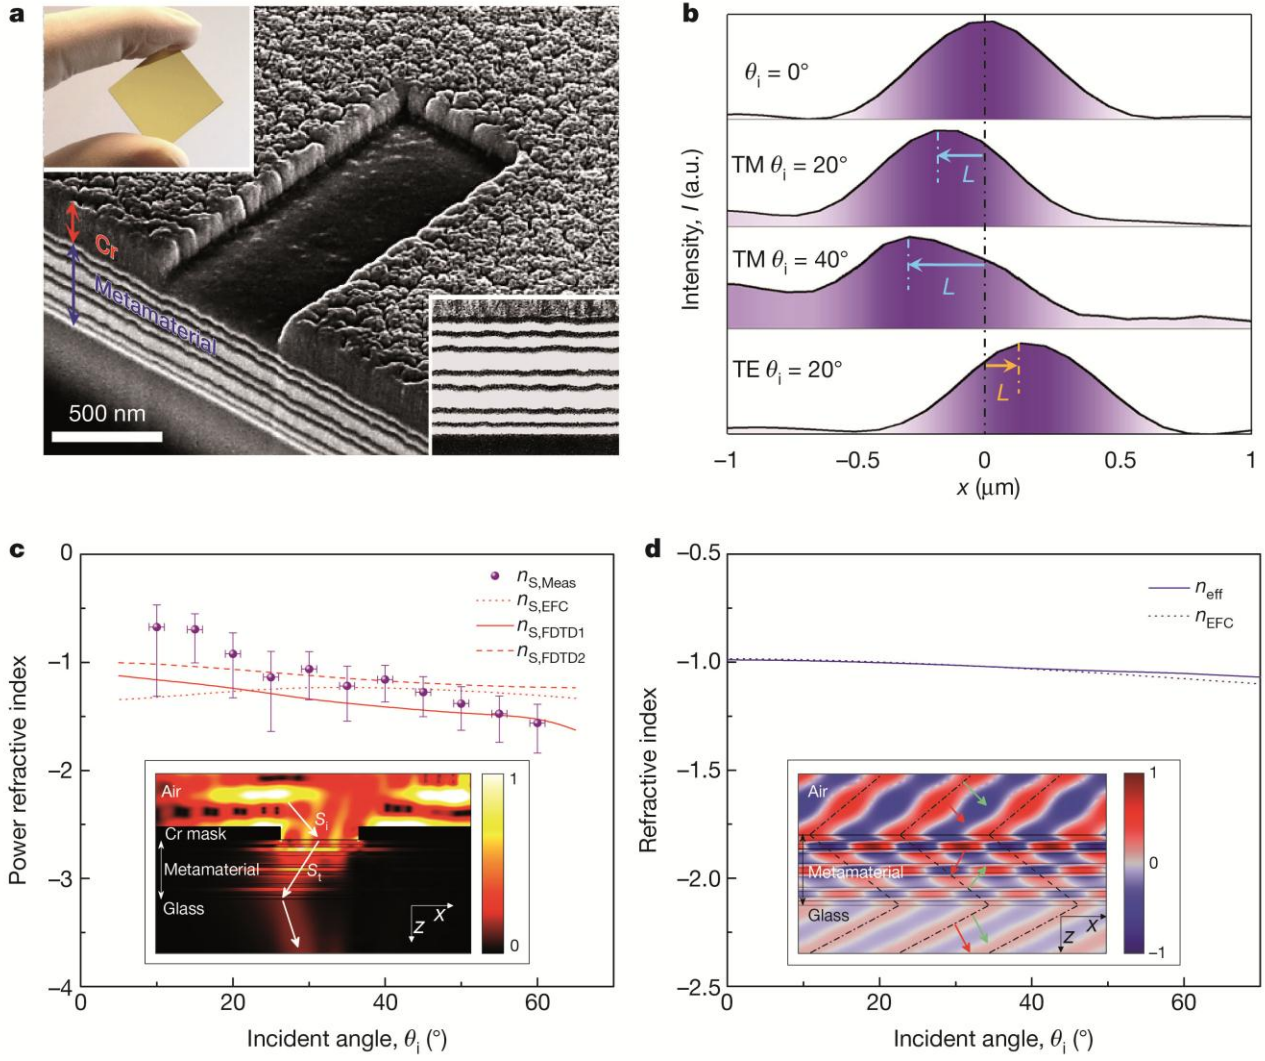 a
Cr
Metamaterial
500 nm
b
θi = 0°
TM θi = 20°
L
TM θi = 40°
L
TE θi = 20°
L
Intensity, I (a.u.)
−1
−0.5
0
0.5
1
x (μm)
c
0
−1
−2
−3
−4
Power refractive index
nS,Meas
nS,EFC
nS,FDTD1
nS,FDTD2
Air
Si
Cr mask
Metamaterial
St
Glass
x
z
1
0
0
20
40
60
Incident angle, θi (°)
d
−0.5
−1.0
−1.5
−2.0
−2.5
Refractive index
neff
nEFC
Air
Metamaterial
Glass
x
z
1
0
−1
0
20
40
60
Incident angle, θi (°)